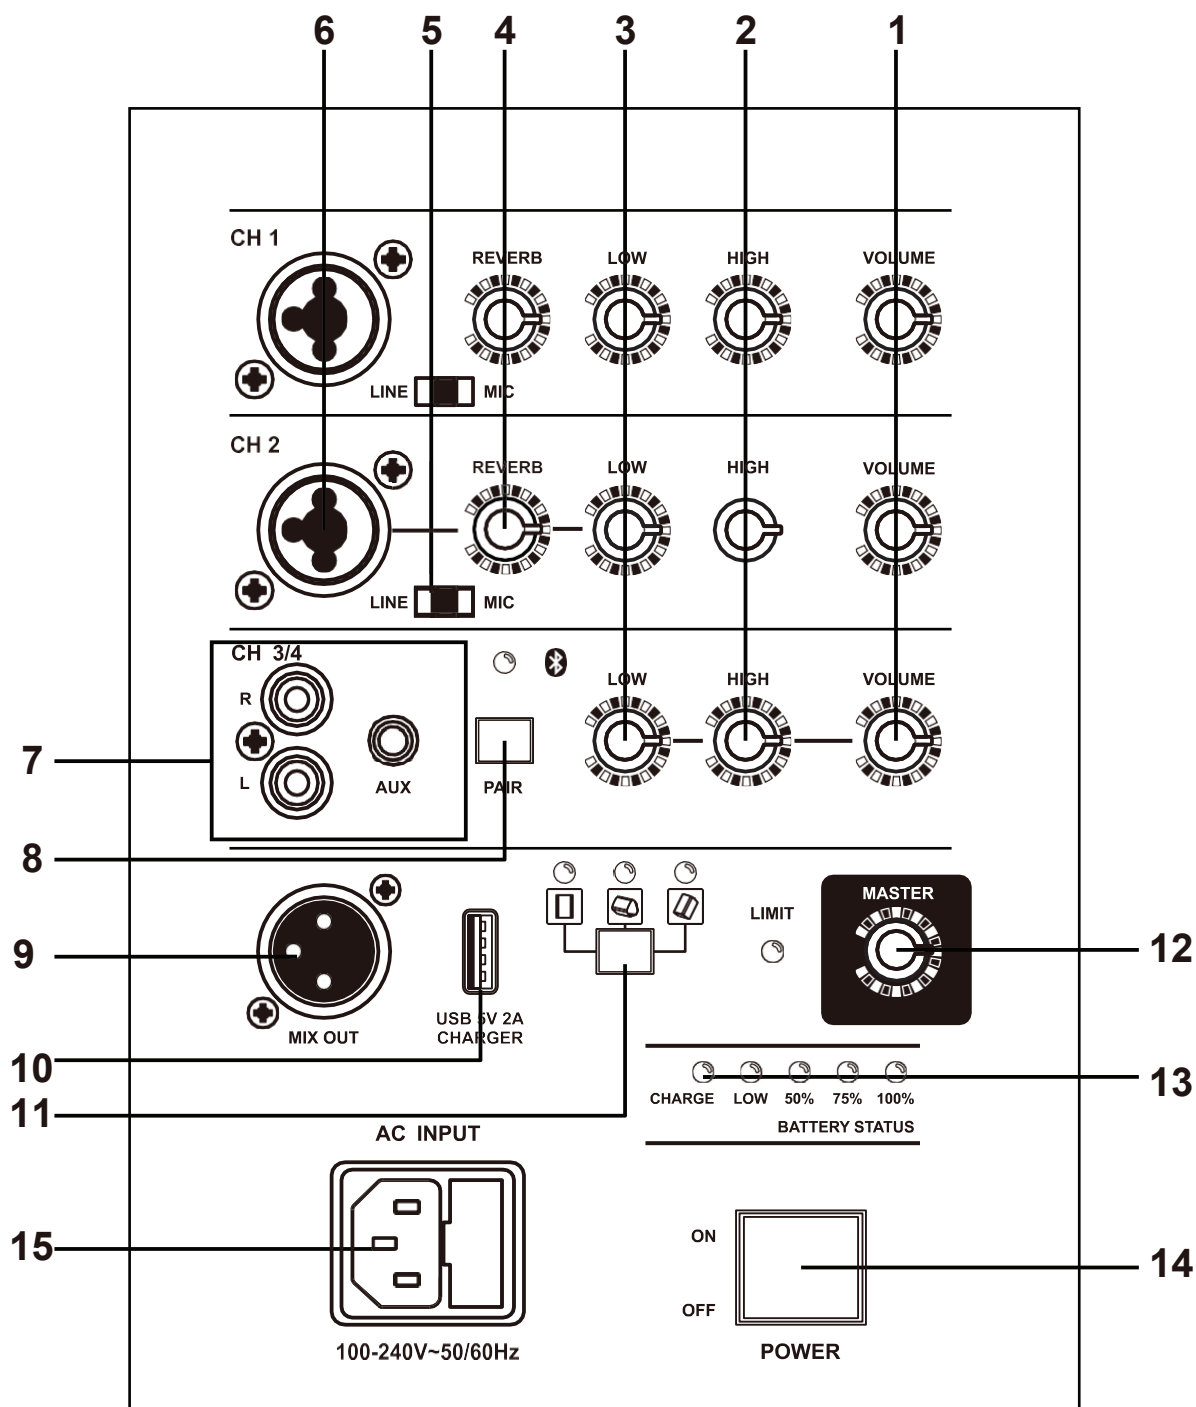 6 5 4 3 2 1
CH 1
REVERB LOW HIGH VOLUME
LINE MIC
CH 2
REVERB LOW HIGH VOLUME
LINE MIC
CH 3/4
R
LOW HIGH VOLUME
7
L AUX PAIR
8
MASTER
LIMIT
9
12
USB 5V 2A
CHARGER
MIX OUT
10
13
11
CHARGE LOW 50% 75% 100%
BATTERY STATUS
AC INPUT
15
ON
14
OFF
100-240V~50/60Hz
POWER